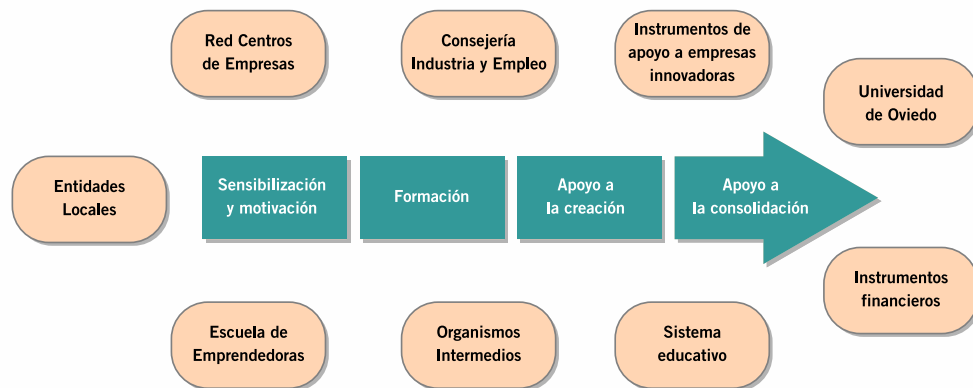 Red Centros
de Empresas
Consejería
Industria y Empleo
Instrumentos de
apoyo a empresas
innovadoras
Universidad
de Oviedo
Entidades
Locales
Sensibilización
y motivación
Formación
Apoyo a
la creación
Apoyo a
la consolidación
Instrumentos
financieros
Escuela de
Emprendedoras
Organismos
Intermedios
Sistema
educativo